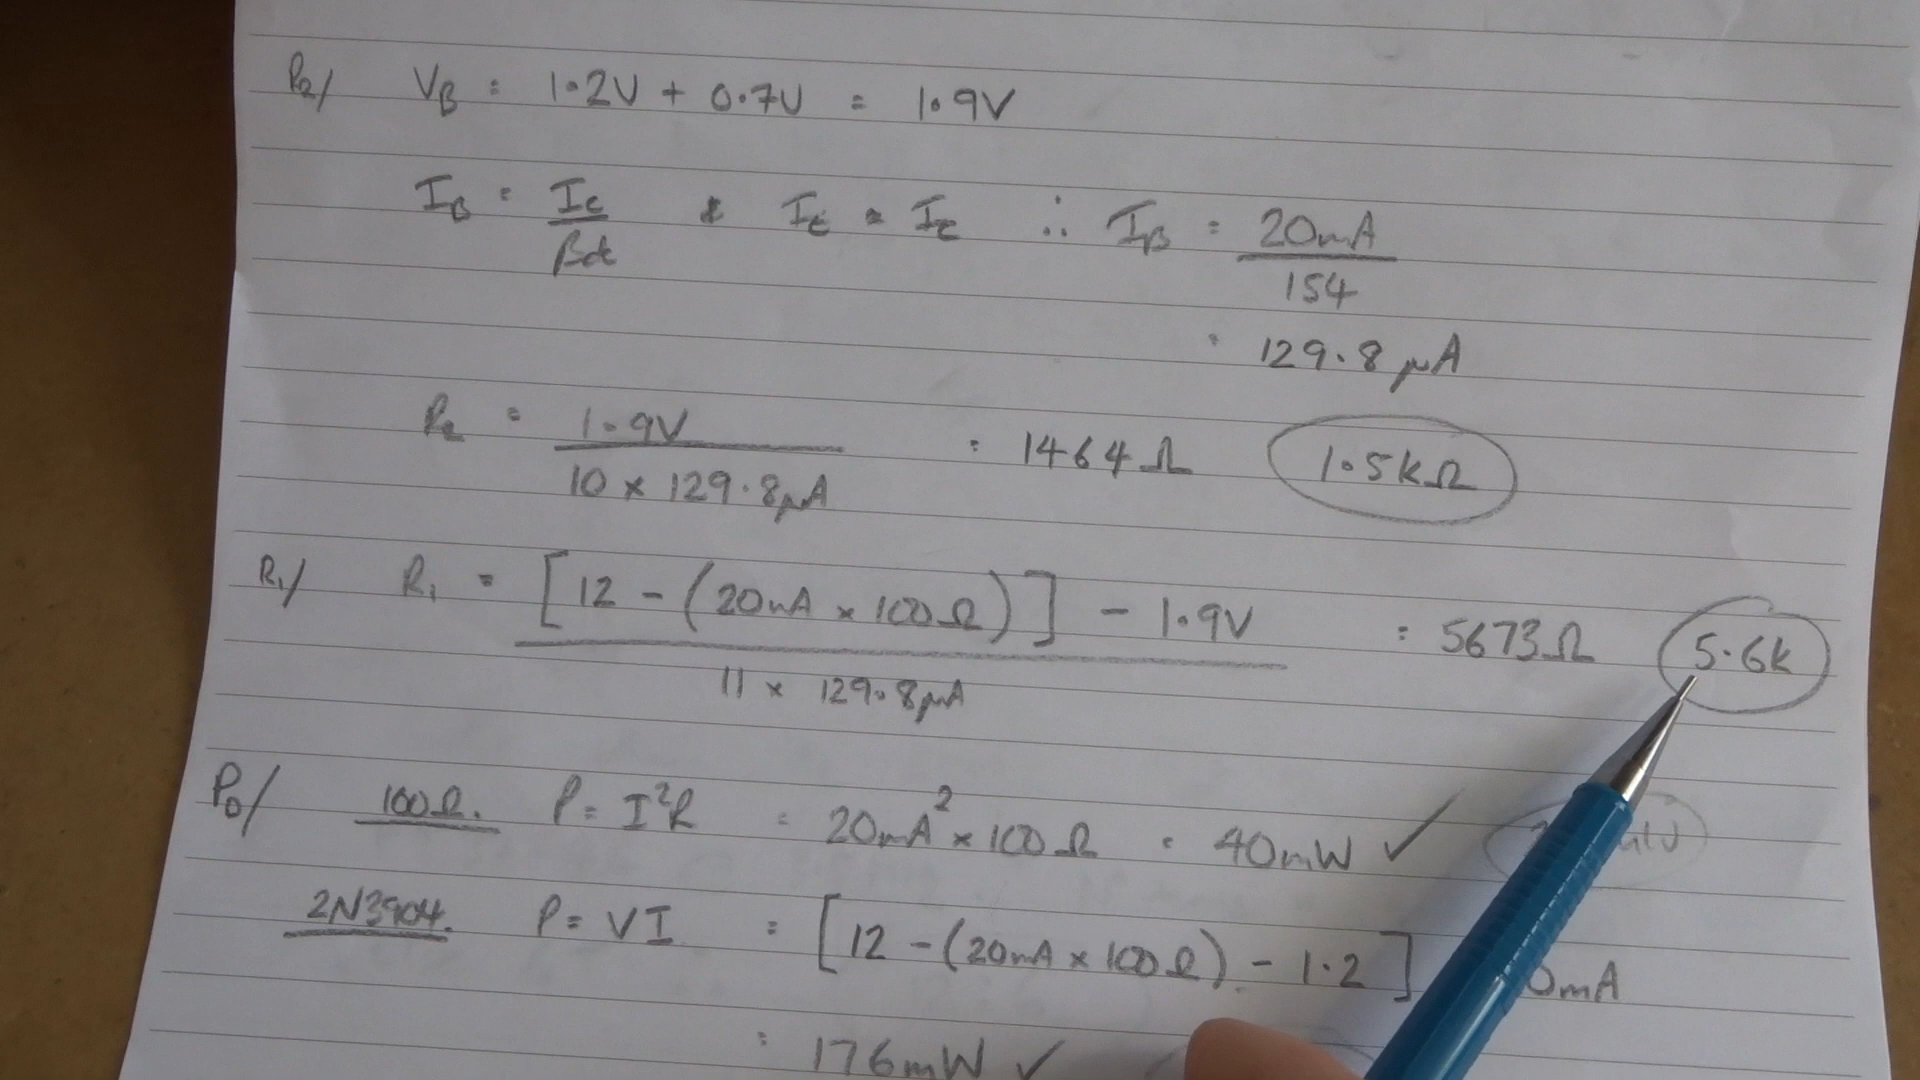 R2/ VB = 1.2V + 0.7V = 1.9V
IB = IC / βdc & IE ≈ IC ∴ IB = 20mA / 154
= 129.8 μA
R2 = 1.9V / 10 × 129.8μA = 1464Ω 1.5kΩ
R1/ R1 = [12 - (20mA × 100Ω)] - 1.9V / 11 × 129.8μA = 5673Ω 5.6k
PD/ 100Ω. P = I²R = 20mA² × 100Ω = 40mW ✓
2N3904. P = VI = [12 - (20mA × 100Ω) - 1.2] 0mA
= 176mW ✓